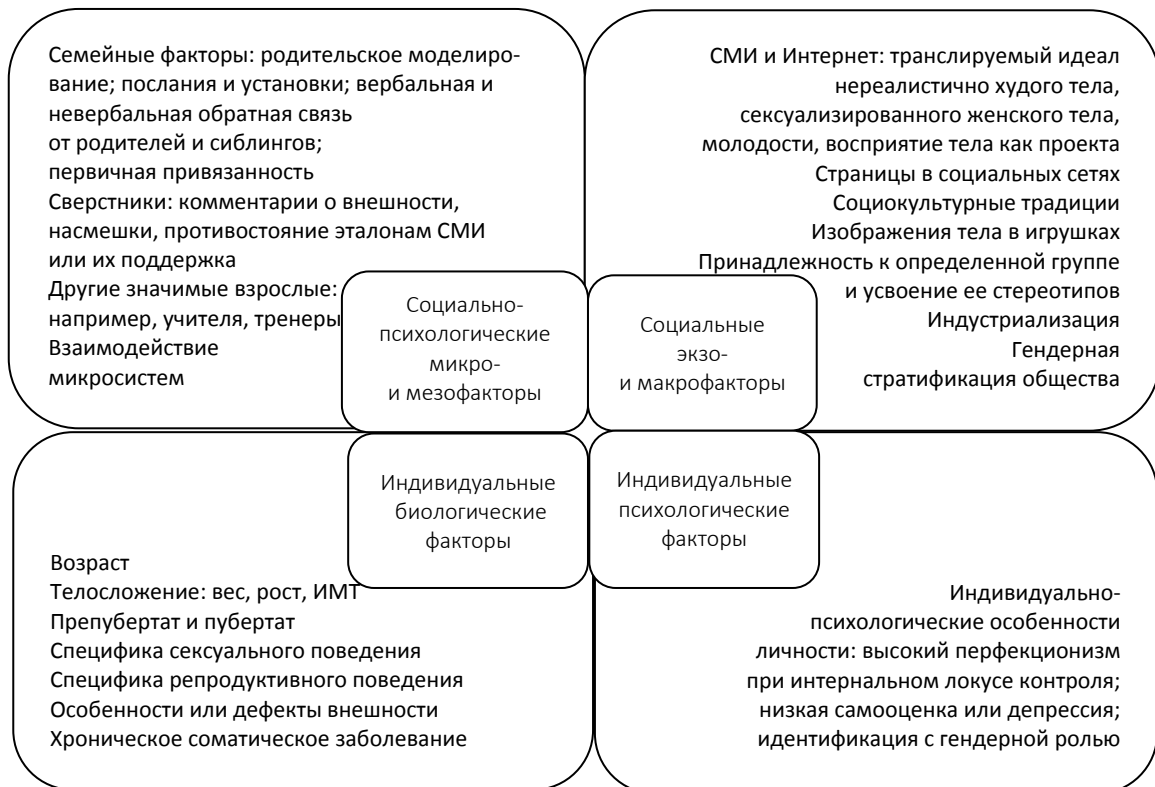 Семейные факторы: родительское моделиро-
вание; послания и установки; вербальная и
невербальная обратная связь
от родителей и сиблингов;
первичная привязанность
Сверстники: комментарии о внешности,
насмешки, противостояние эталонам СМИ
или их поддержка
Другие значимые взрослые:
например, учителя, тренеры
Взаимодействие
микросистем
СМИ и Интернет: транслируемый идеал
нереалистично худого тела,
сексуализированного женского тела,
молодости, восприятие тела как проекта
Страницы в социальных сетях
Социокультурные традиции
Изображения тела в игрушках
Принадлежность к определенной группе
и усвоение ее стереотипов
Индустриализация
Гендерная
стратификация общества
Социально-
психологические
микро-
и мезофакторы
Социальные
экзо-
и макрофакторы
Индивидуальные
биологические
факторы
Индивидуальные
психологические
факторы
Возраст
Телосложение: вес, рост, ИМТ
Препубертат и пубертат
Специфика сексуального поведения
Специфика репродуктивного поведения
Особенности или дефекты внешности
Хроническое соматическое заболевание
Индивидуально-
психологические особенности
личности: высокий перфекционизм
при интернальном локусе контроля;
низкая самооценка или депрессия;
идентификация с гендерной ролью